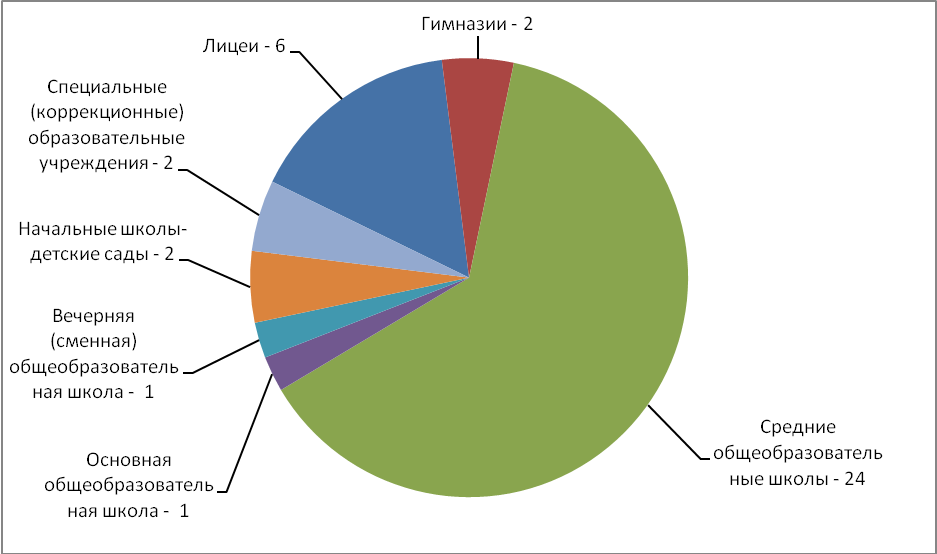 Гимназии - 2
Лицеи - 6
Специальные
(коррекционные)
образовательные
учреждения - 2
Начальные школы-
детские сады - 2
Вечерняя
(сменная)
общеобразователь
ная школа -  1
Основная
общеобразователь
ная школа -  1
Средние
общеобразователь
ные школы - 24